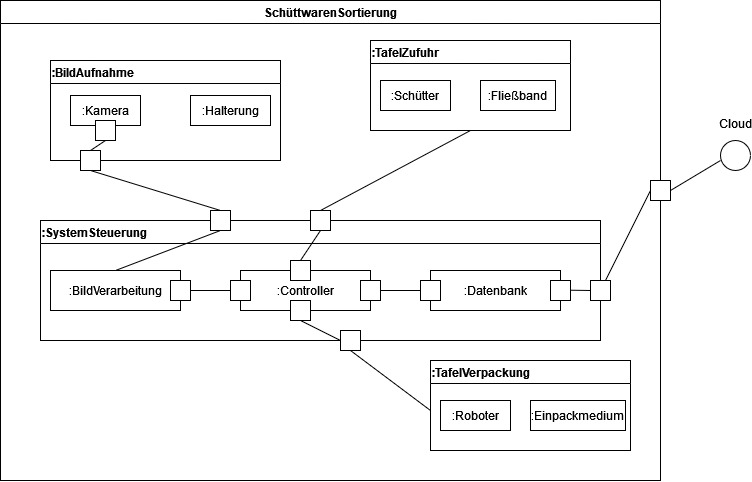 SchüttwarenSortierung
:BildAufnahme
:Kamera
:Halterung
:TafelZufuhr
:Schütter
:Fließband
Cloud
:SystemSteuerung
:BildVerarbeitung
:Controller
:Datenbank
:TafelVerpackung
:Roboter
:Einpackmedium